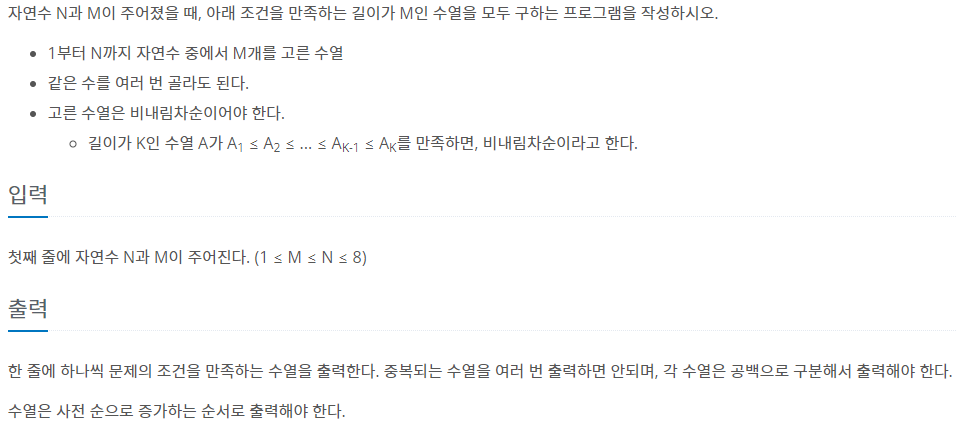 자연수 N과 M이 주어졌을 때, 아래 조건을 만족하는 길이가 M인 수열을 모두 구하는 프로그램을 작성하시오.
• 1부터 N까지 자연수 중에서 M개를 고른 수열
• 같은 수를 여러 번 골라도 된다.
• 고른 수열은 비내림차순이어야 한다.
◦ 길이가 K인 수열 A가 A₁ ≤ A₂ ≤ ... ≤ Aₖ₋₁ ≤ Aₖ를 만족하면, 비내림차순이라고 한다.
입력
첫째 줄에 자연수 N과 M이 주어진다. (1 ≤ M ≤ N ≤ 8)
출력
한 줄에 하나씩 문제의 조건을 만족하는 수열을 출력한다. 중복되는 수열을 여러 번 출력하면 안되며, 각 수열은 공백으로 구분해서 출력해야 한다.
수열은 사전 순으로 증가하는 순서로 출력해야 한다.